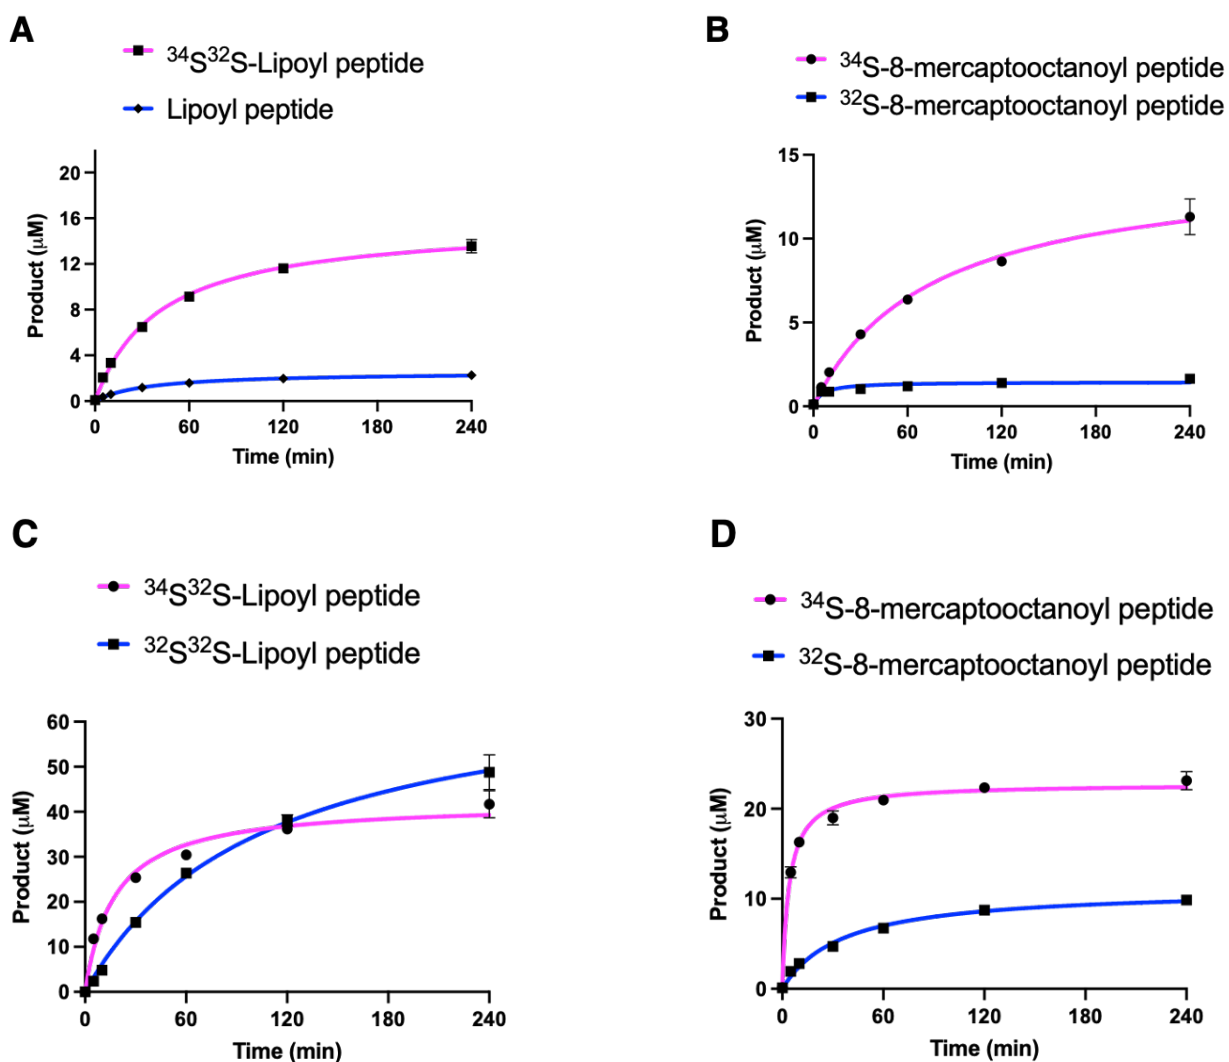 A
³⁴S³²S-Lipoyl peptide
Lipoyl peptide
20
16
12
8
4
0
Product (μM)
0 60 120 180 240
Time (min)
B
³⁴S-8-mercaptooctanoyl peptide
³²S-8-mercaptooctanoyl peptide
15
10
5
0
Product (μM)
0 60 120 180 240
Time (min)
C
³⁴S³²S-Lipoyl peptide
³²S³²S-Lipoyl peptide
60
50
40
30
20
10
0
Product (μM)
0 60 120 180 240
Time (min)
D
³⁴S-8-mercaptooctanoyl peptide
³²S-8-mercaptooctanoyl peptide
30
20
10
0
Product (μM)
0 60 120 180 240
Time (min)